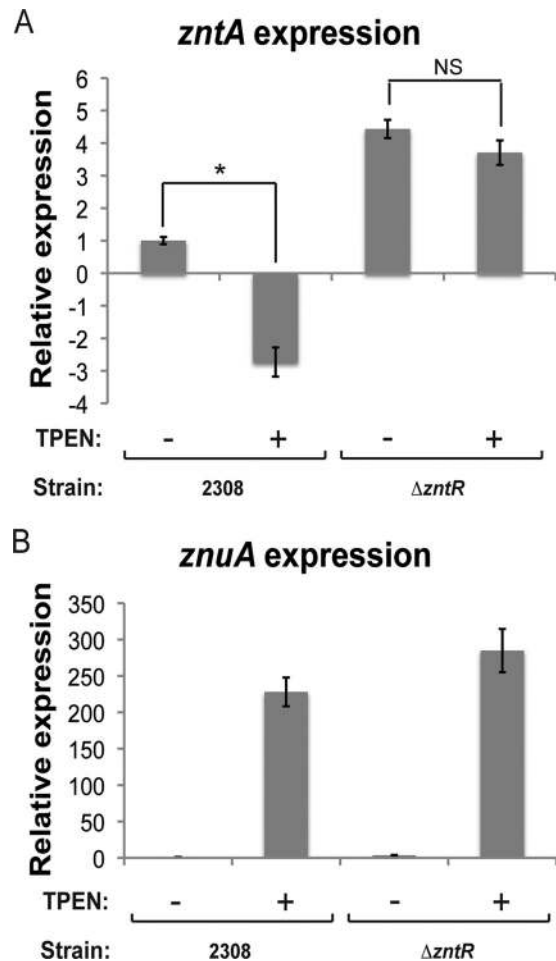 A
zntA expression
Relative expression
6
5
4
3
2
1
0
-1
-2
-3
-4
*
NS
TPEN: - + - +
Strain: 2308 ΔzntR
B
znuA expression
Relative expression
350
300
250
200
150
100
50
0
TPEN: - + - +
Strain: 2308 ΔzntR